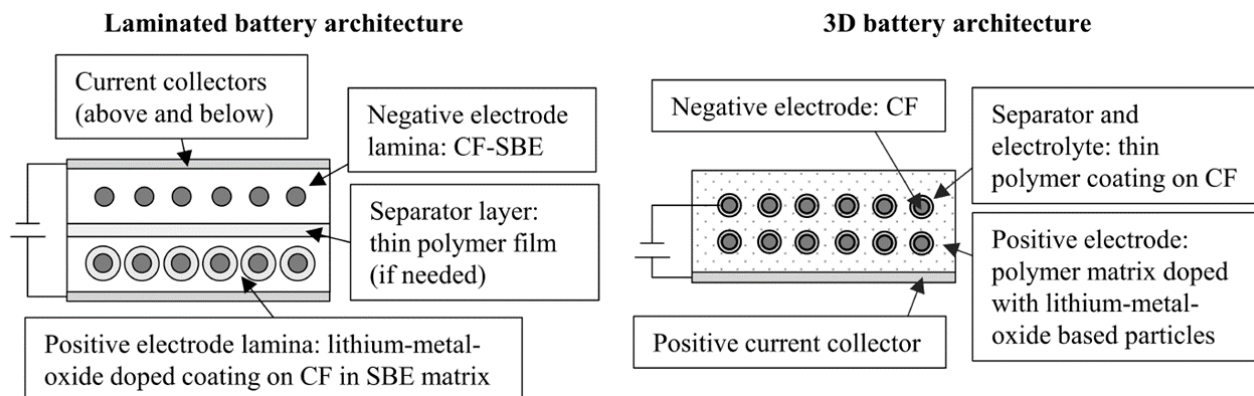 Laminated battery architecture
Current collectors
(above and below)
Negative electrode
lamina: CF-SBE
Separator layer:
thin polymer film
(if needed)
Positive electrode lamina: lithium-metal-
oxide doped coating on CF in SBE matrix
3D battery architecture
Negative electrode: CF
Separator and
electrolyte: thin
polymer coating on CF
Positive electrode:
polymer matrix doped
with lithium-metal-
oxide based particles
Positive current collector